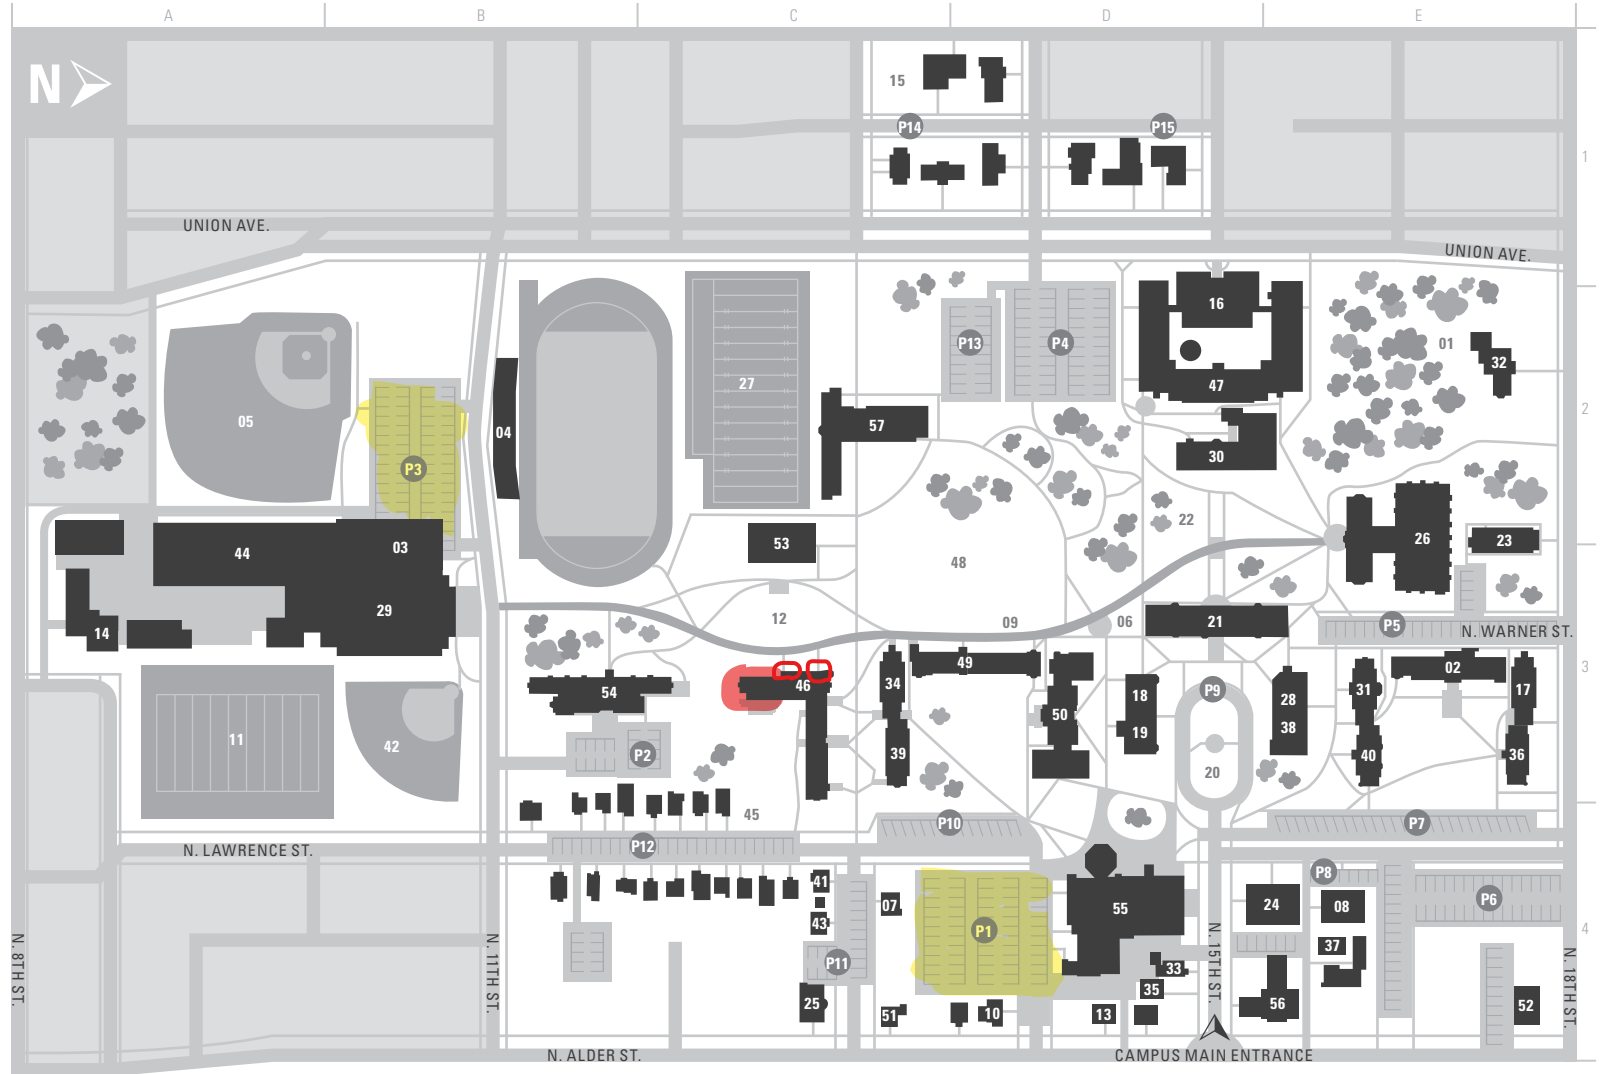 A B C D E
N
15
P14 P15
1
UNION AVE.
UNION AVE.
16
P13 P4 01
32
27 47
2
05 57
04
30
P3
22
26 23
44 03 53
48
29 12 09 06 21 P5
14 N. WARNER ST.
49 02
46 34
54 18 28 31 17
P9
50
11 42 19 38
P2 39 40 36
3
20
45
P10 P7
N. LAWRENCE ST. P12
P8
41
07 24 08 P6
55
43 P1
4
37
P11 33
35
25 56 52
51 10 13
N. 8TH ST.
N. 11TH ST.
N. 15TH ST.
N. 18TH ST.
N. ALDER ST. CAMPUS MAIN ENTRANCE